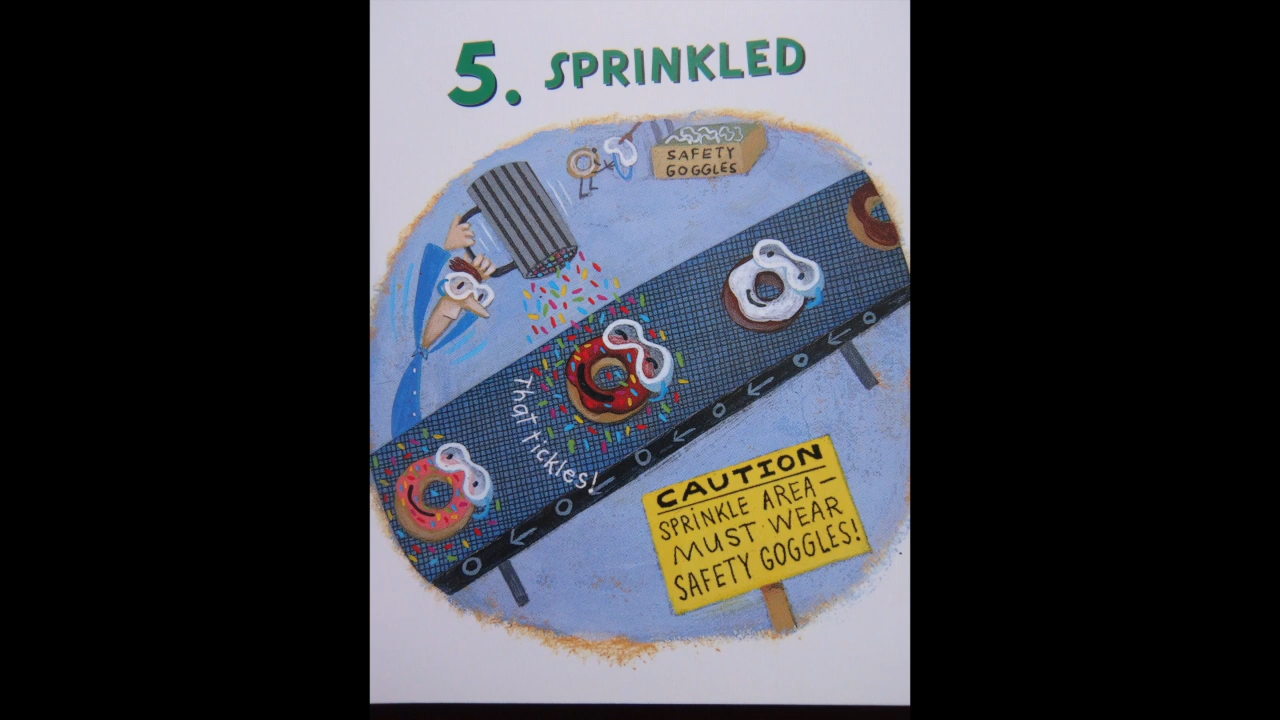 5. SPRINKLED
SAFETY
GOGGLES
That tickles!
CAUTION
SPRINKLE AREA—
MUST WEAR
SAFETY GOGGLES!